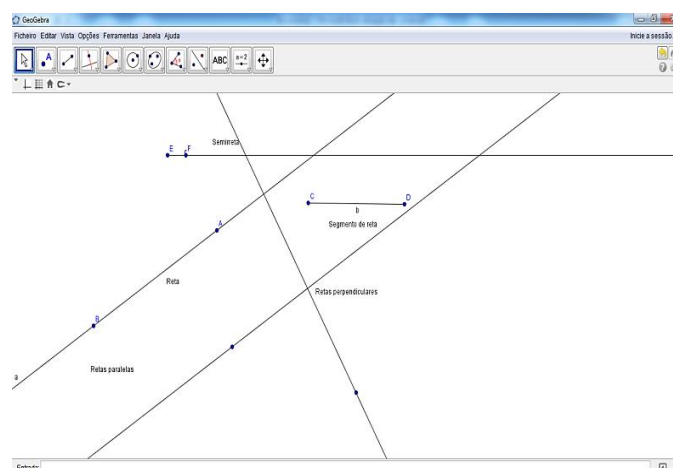 GeoGebra
Ficheiro Editar Vista Opções Ferramentas Janela Ajuda
Inicie a sessão
A
ABC
a=2
E
F
Semirreta
C
D
b
A
Segmento de reta
Reta
Retas perpendiculares
B
Retas paralelas
a
Entrada: